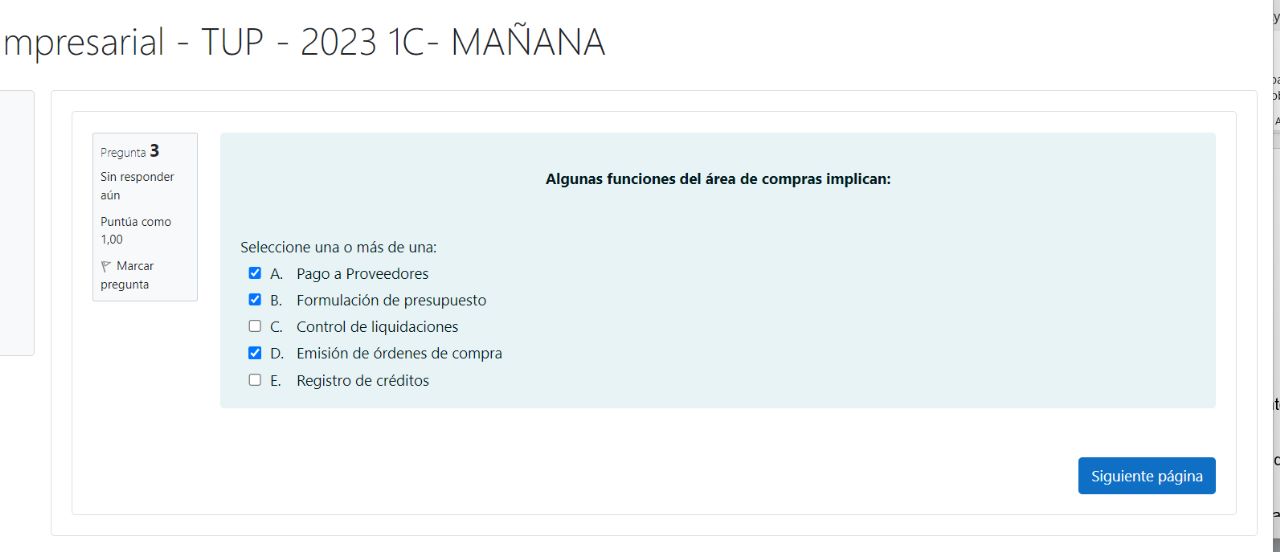 mpresarial - TUP - 2023 1C- MAÑANA
Pregunta 3
Sin responder
aún
Puntúa como
1,00
Marcar
pregunta
Algunas funciones del área de compras implican:
Seleccione una o más de una:
A. Pago a Proveedores
B. Formulación de presupuesto
C. Control de liquidaciones
D. Emisión de órdenes de compra
E. Registro de créditos
Siguiente página